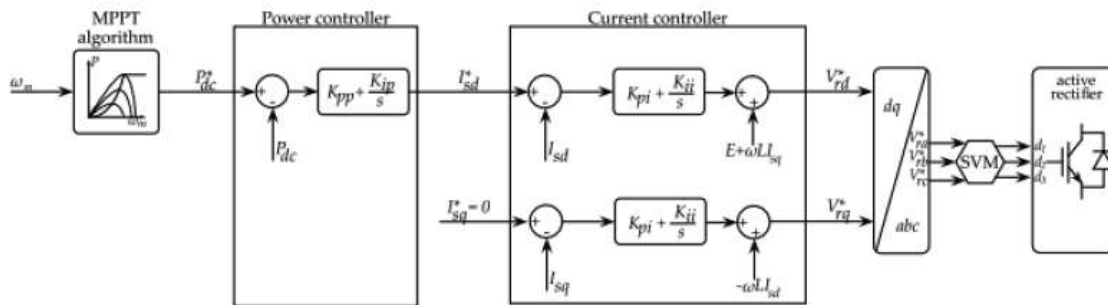 MPPT
algorithm
P
ω_m
ω_m
P*_dc
Power controller
+
-
P_dc
K_pp + K_ip/s
I*_sd
Current controller
+
-
I_sd
K_pi + K_ii/s
+
+
E+ωLI_sq
V*_rd
I*_sq = 0
+
-
I_sq
K_pi + K_ii/s
+
+
-ωLI_sd
V*_rq
dq
abc
V*_ra
V*_rb
V*_rc
SVM
d_1
d_2
d_3
active
rectifier